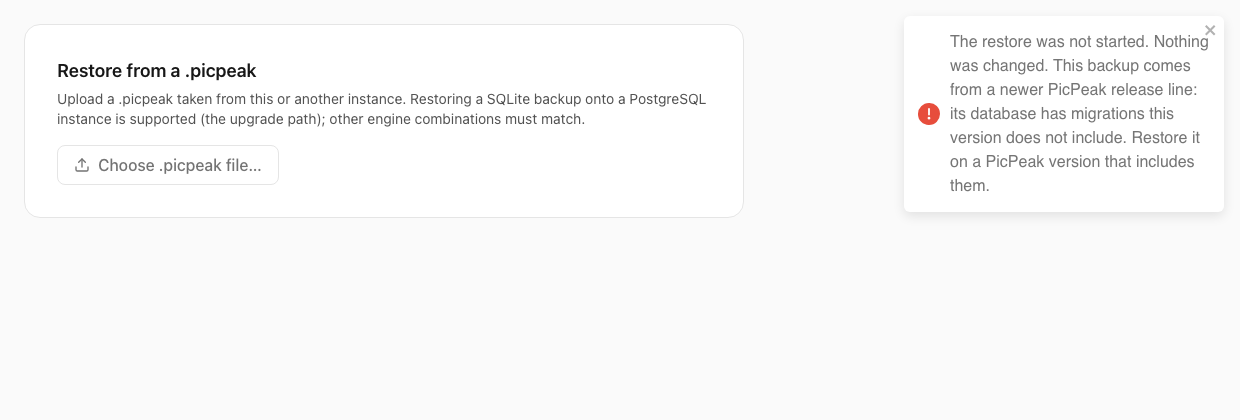 Restore from a .picpeak
Upload a .picpeak taken from this or another instance. Restoring a SQLite backup onto a PostgreSQL
instance is supported (the upgrade path); other engine combinations must match.
Choose .picpeak file...
The restore was not started. Nothing
was changed. This backup comes
from a newer PicPeak release line:
its database has migrations this
version does not include. Restore it
on a PicPeak version that includes
them.